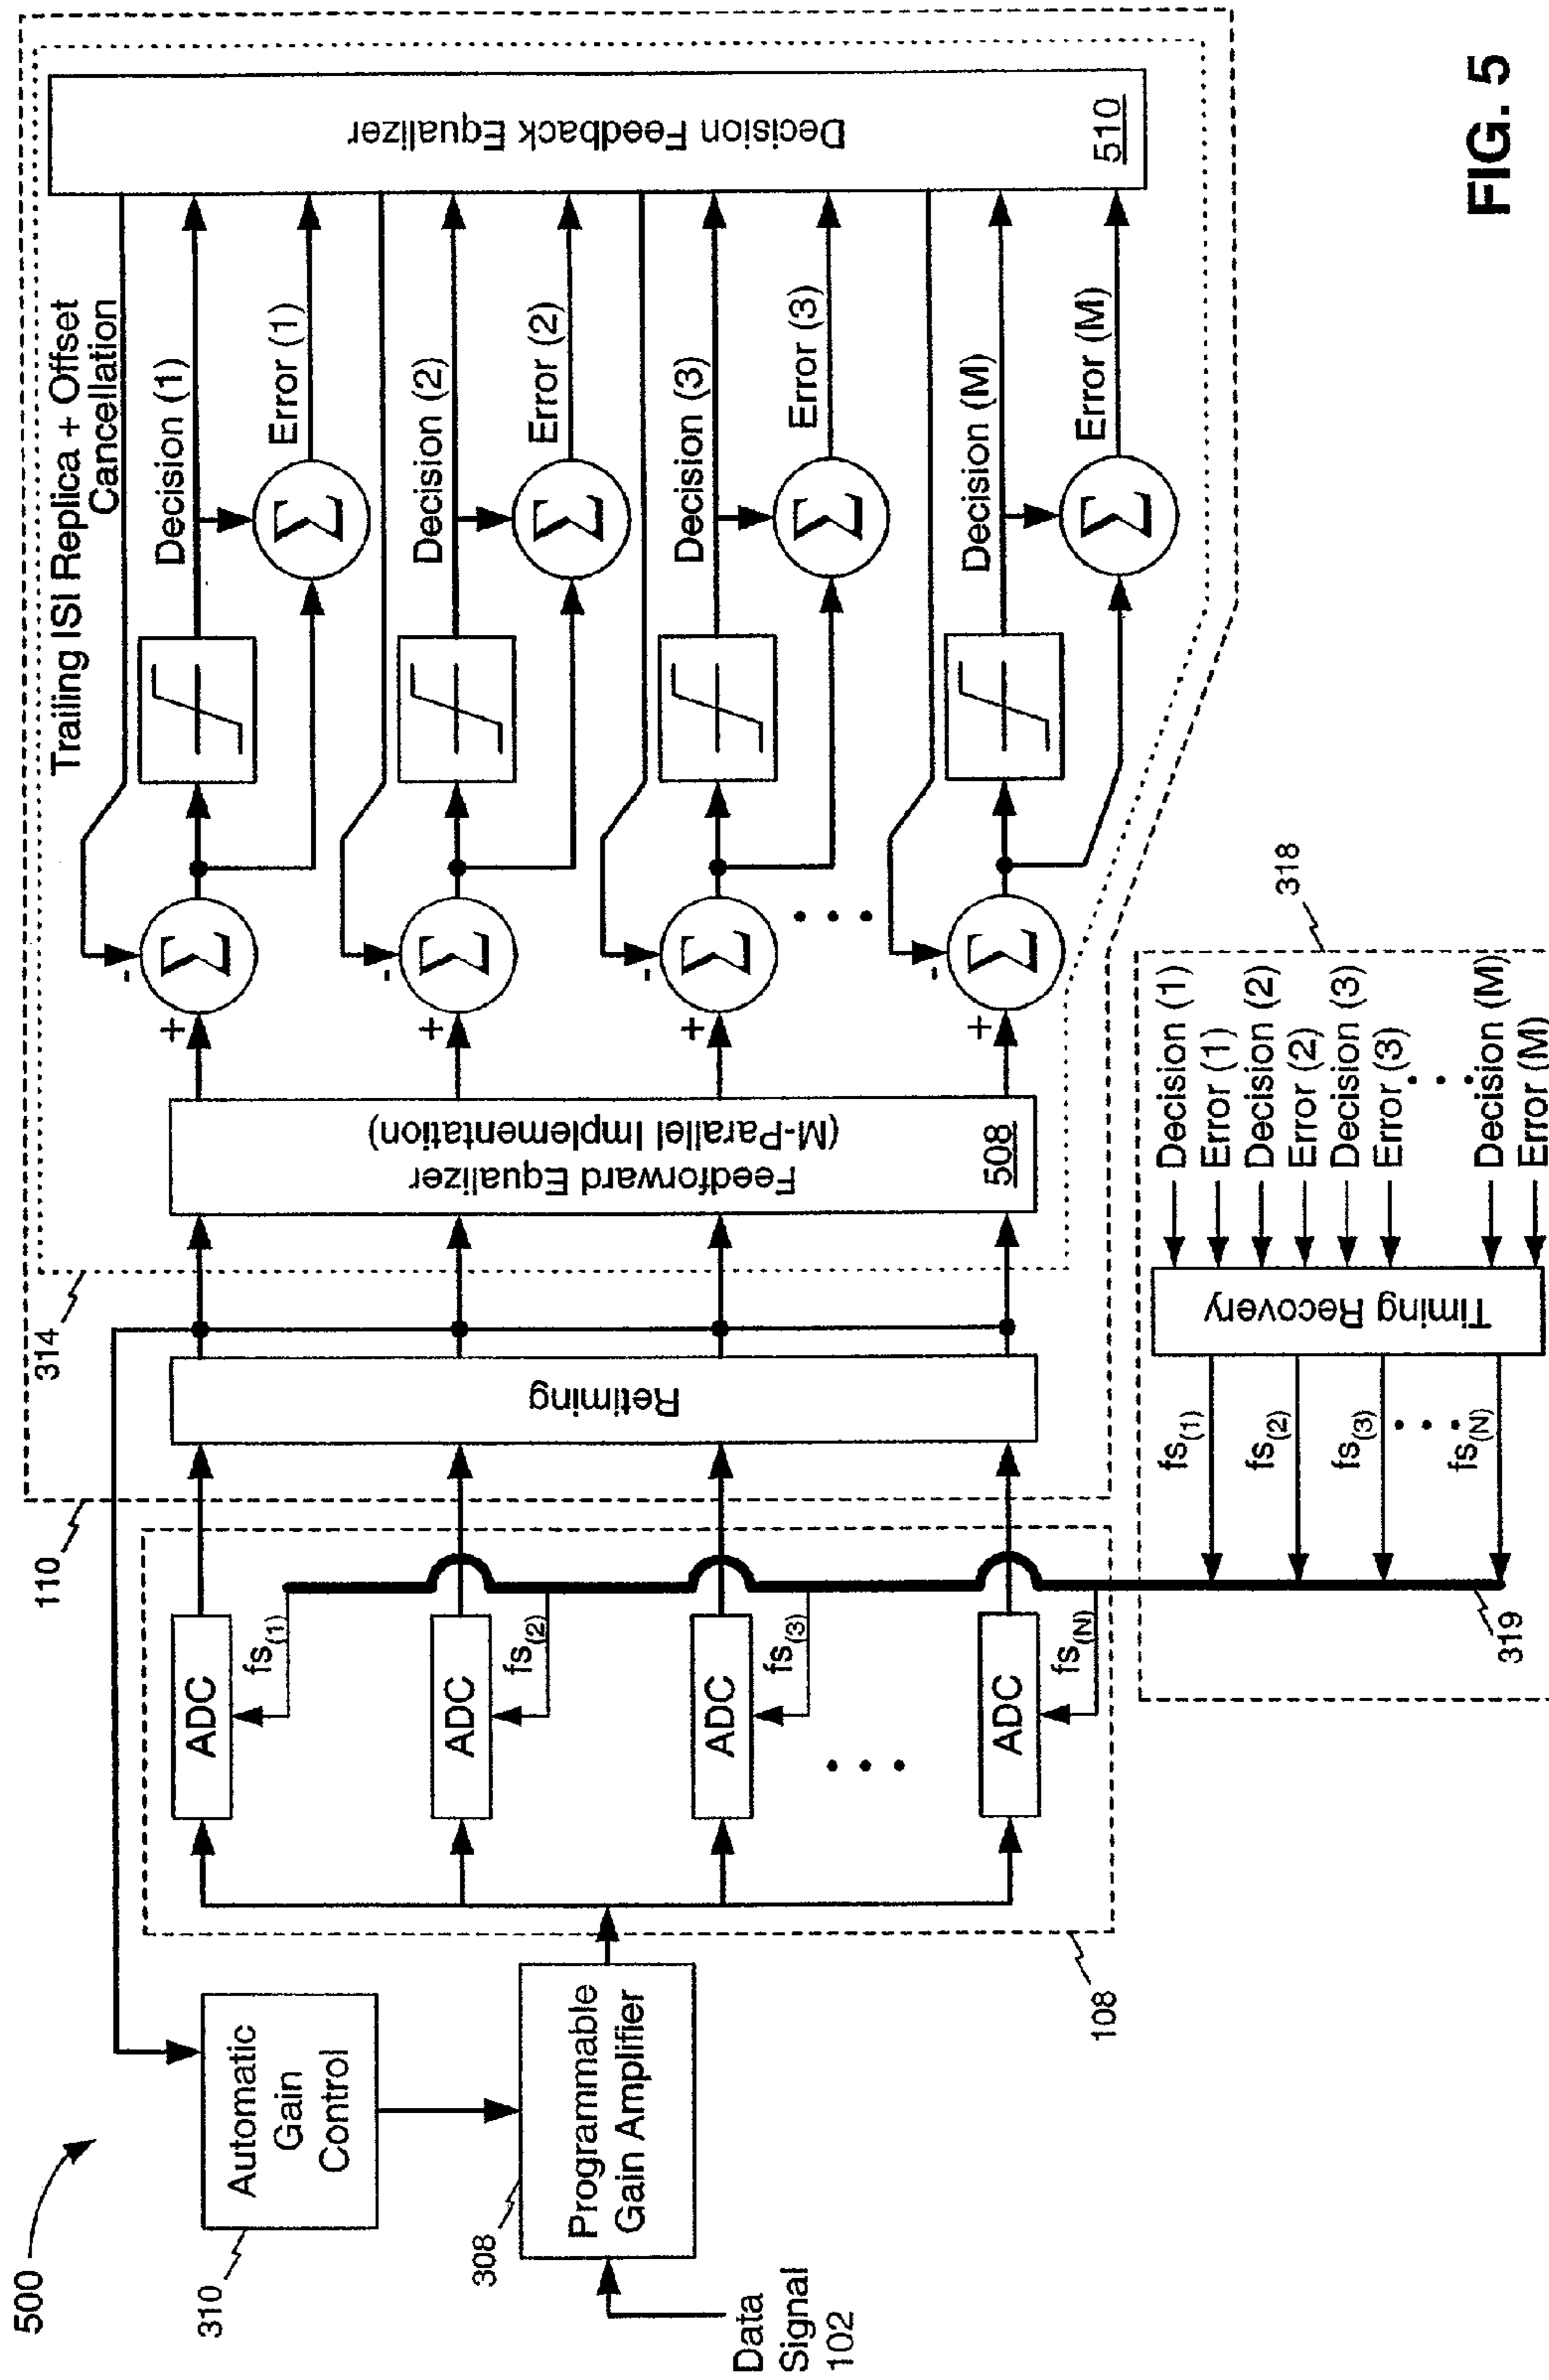 500
310
Automatic
Gain
Control
308
Programmable
Gain Amplifier
Data
Signal
102
108
ADC
fs(1)
ADC
fs(2)
ADC
fs(3)
• • •
ADC
fs(N)
110
Retiming
314
Feedforward Equalizer
(M-Parallel Implementation)
508
+
-
Σ
+
-
Σ
+
-
Σ
• • •
+
-
Σ
Trailing ISI Replica + Offset
Cancellation
Decision (1)
Σ
Error (1)
Decision (2)
Σ
Error (2)
Decision (3)
Σ
Error (3)
Decision (M)
Σ
Error (M)
Decision Feedback Equalizer
510
318
Decision (1)
Error (1)
Decision (2)
Error (2)
Decision (3)
Error (3)
• • •
Decision (M)
Error (M)
Timing Recovery
fs(1)
fs(2)
fs(3)
• • •
fs(N)
319
FIG. 5